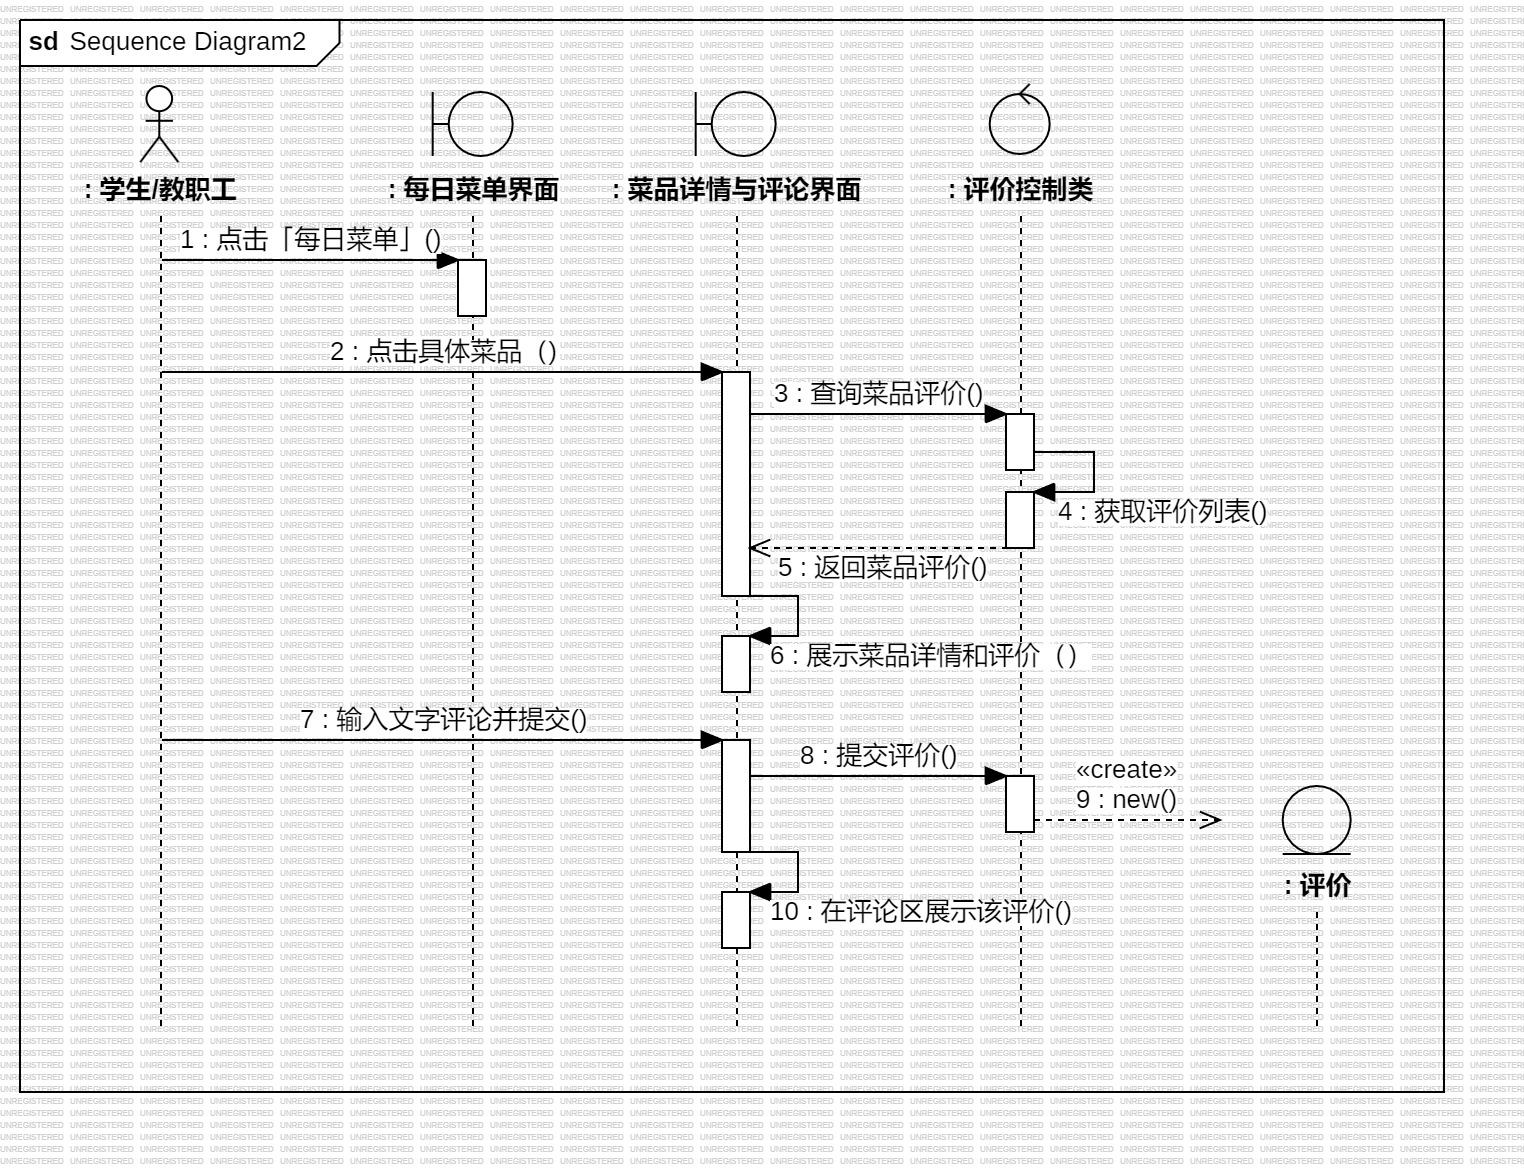 sd Sequence Diagram2
: 学生/教职工
: 每日菜单界面
: 菜品详情与评论界面
: 评价控制类
1 : 点击「每日菜单」()
2 : 点击具体菜品（）
3 : 查询菜品评价()
4 : 获取评价列表()
5 : 返回菜品评价()
6 : 展示菜品详情和评价（）
7 : 输入文字评论并提交()
8 : 提交评价()
«create»
9 : new()
: 评价
10 : 在评论区展示该评价()
UNREGISTERED